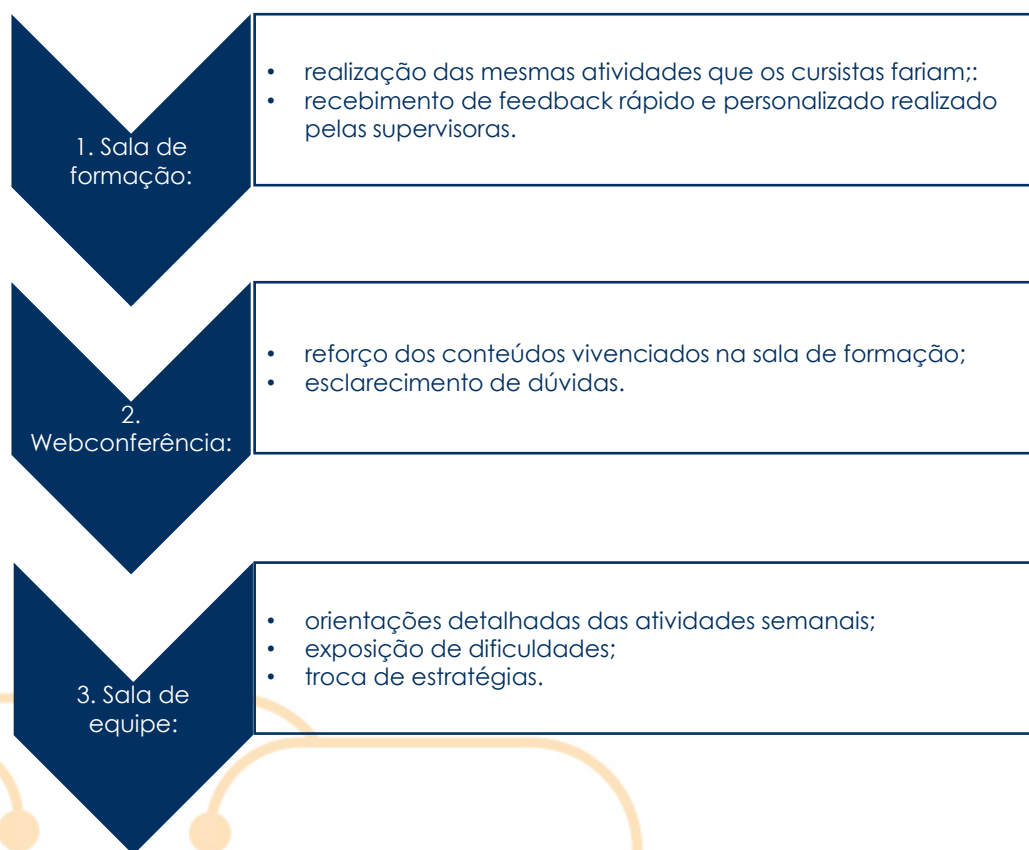 1. Sala de
formação:
• realização das mesmas atividades que os cursistas fariam;:
• recebimento de feedback rápido e personalizado realizado
pelas supervisoras.
2.
Webconferência:
• reforço dos conteúdos vivenciados na sala de formação;
• esclarecimento de dúvidas.
3. Sala de
equipe:
• orientações detalhadas das atividades semanais;
• exposição de dificuldades;
• troca de estratégias.